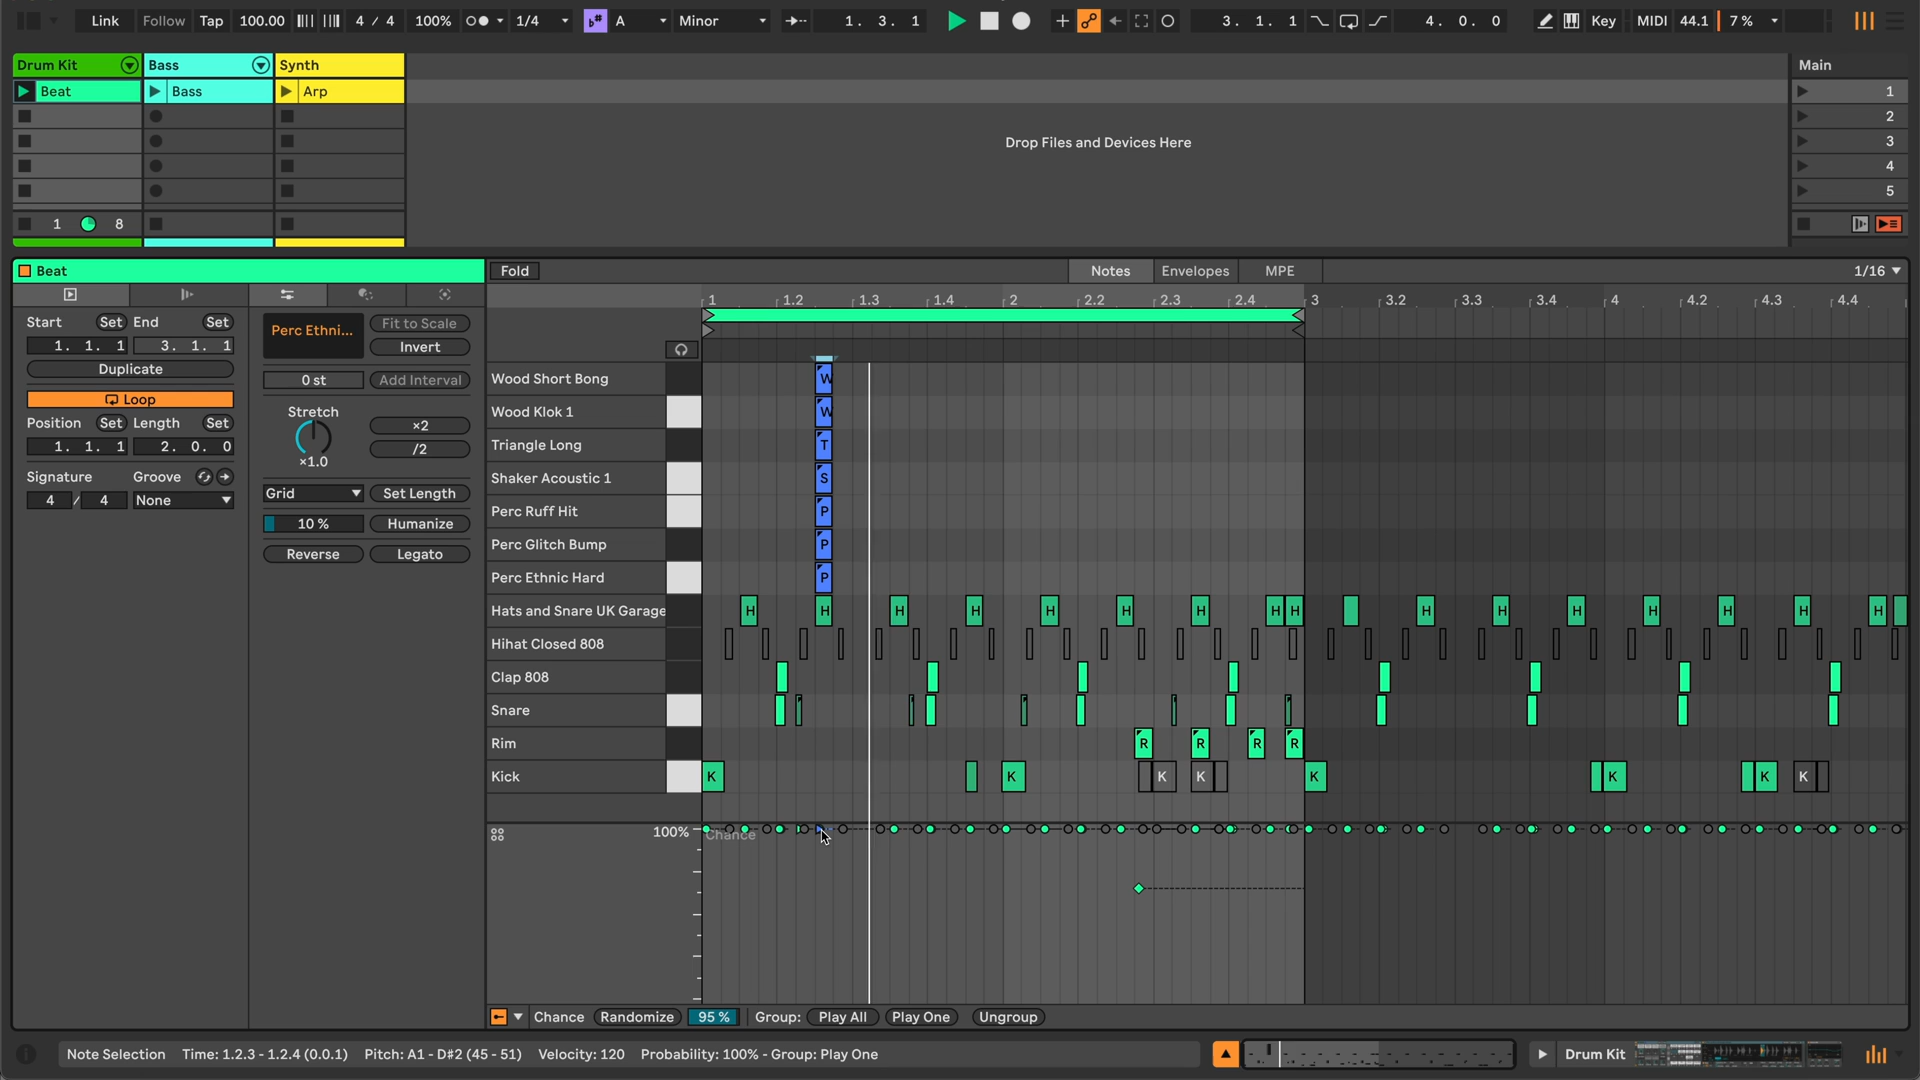 Link Follow Tap 100.00 4 / 4 100% 1/4 A Minor 1. 3. 1 3. 1. 1 4. 0. 0 Key MIDI 44.1 7 %
Drum Kit Bass Synth Main
Beat Bass Arp 1
2
Drop Files and Devices Here
3
4
5
1 8
Beat Fold Notes Envelopes MPE 1/16
1 1.2 1.3 1.4 2 2.2 2.3 2.4 3 3.2 3.3 3.4 4 4.2 4.3 4.4
Start Set End Set
1. 1. 1 3. 1. 1
Duplicate
Loop
Position Set Length Set
1. 1. 1 2. 0. 0
Signature Groove
4 / 4 None
Perc Ethni... Fit to Scale
Invert
0 st Add Interval
Stretch
×2
/2
×1.0
Grid Set Length
10 % Humanize
Reverse Legato
Wood Short Bong W
Wood Klok 1 W
Triangle Long T
Shaker Acoustic 1 S
Perc Ruff Hit P
Perc Glitch Bump P
Perc Ethnic Hard P
Hats and Snare UK Garage H H H H H H H H H H H H H H H H
Hihat Closed 808
Clap 808
Snare
Rim R R R R
Kick K K K K K K K K
100% Chance
Chance Randomize 95 % Group: Play All Play One Ungroup
Note Selection Time: 1.2.3 - 1.2.4 (0.0.1) Pitch: A1 - D#2 (45 - 51) Velocity: 120 Probability: 100% - Group: Play One Drum Kit